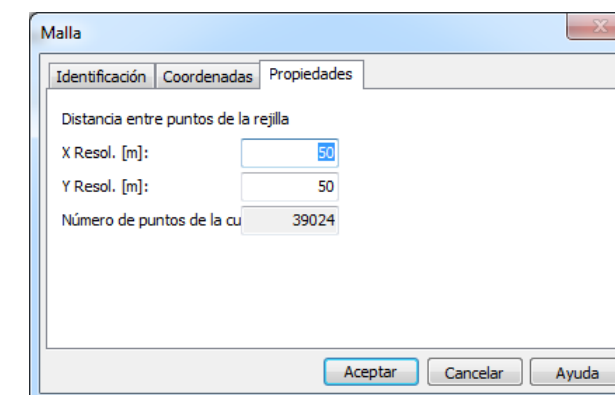 Malla
Identificación Coordenadas Propiedades
Distancia entre puntos de la rejilla
X Resol. [m]: 50
Y Resol. [m]: 50
Número de puntos de la cu 39024
Aceptar Cancelar Ayuda